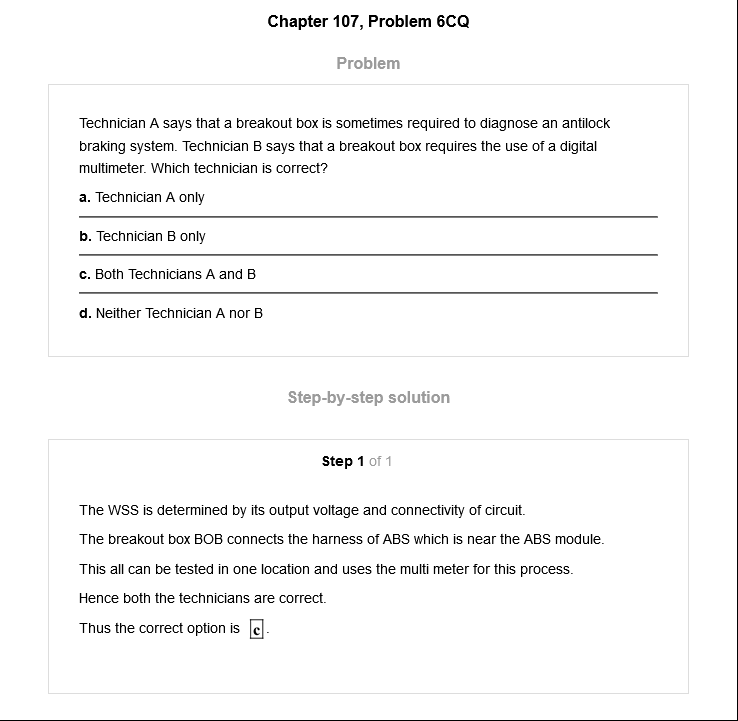 Chapter 107, Problem 6CQ
Problem
Technician A says that a breakout box is sometimes required to diagnose an antilock
braking system. Technician B says that a breakout box requires the use of a digital
multimeter. Which technician is correct?
a. Technician A only
b. Technician B only
c. Both Technicians A and B
d. Neither Technician A nor B
Step-by-step solution
Step 1 of 1
The WSS is determined by its output voltage and connectivity of circuit.
The breakout box BOB connects the harness of ABS which is near the ABS module.
This all can be tested in one location and uses the multi meter for this process.
Hence both the technicians are correct.
Thus the correct option is c.